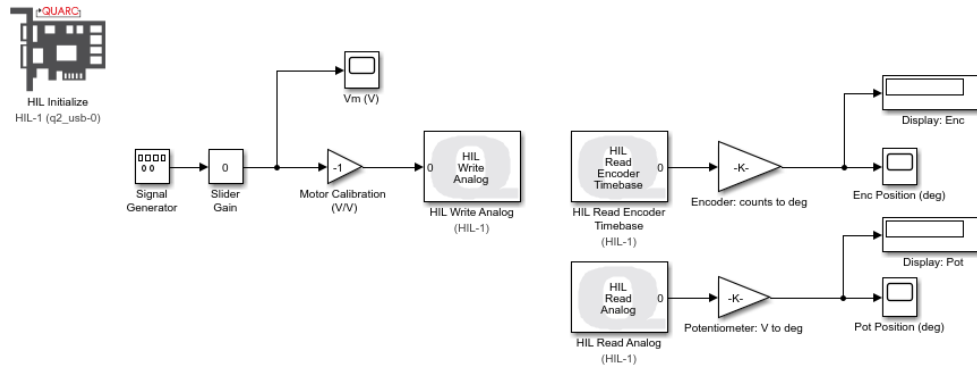 QUARC
HIL Initialize
HIL-1 (q2_usb-0)
Vm (V)
Signal
Generator
0
Slider
Gain
-1
Motor Calibration
(V/V)
0
HIL
Write
Analog
HIL Write Analog
(HIL-1)
HIL
Read
Encoder
Timebase
0
HIL Read Encoder
Timebase
(HIL-1)
-K-
Encoder: counts to deg
Display: Enc
Enc Position (deg)
HIL
Read
Analog
0
HIL Read Analog
(HIL-1)
-K-
Potentiometer: V to deg
Display: Pot
Pot Position (deg)